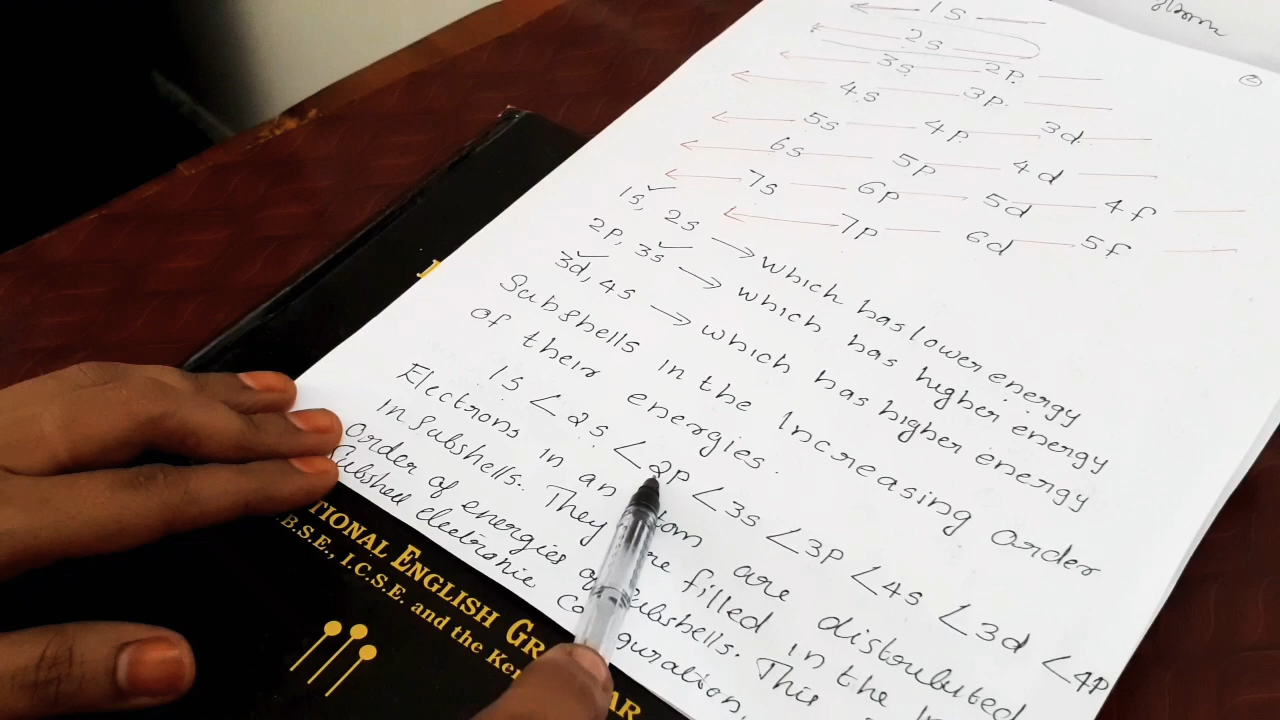 1s
2s
3s 2p
4s 3p
5s 4p 3d
6s 5p 4d
7s 6p 5d 4f
7p 6d 5f
1s, 2s → which has lower energy
2p, 3s → which has higher energy
3d, 4s → which has higher energy
Subshells in the Increasing order
of their energies.
1s < 2s < 2p < 3s < 3p < 4s < 3d < 4p
Electrons in an atom are distributed
in Subshells. They are filled in the
order of energies of Subshells. This
Subshell electronic configuration,
TIONAL ENGLISH GR AR
.B.S.E., I.C.S.E. and the Ker